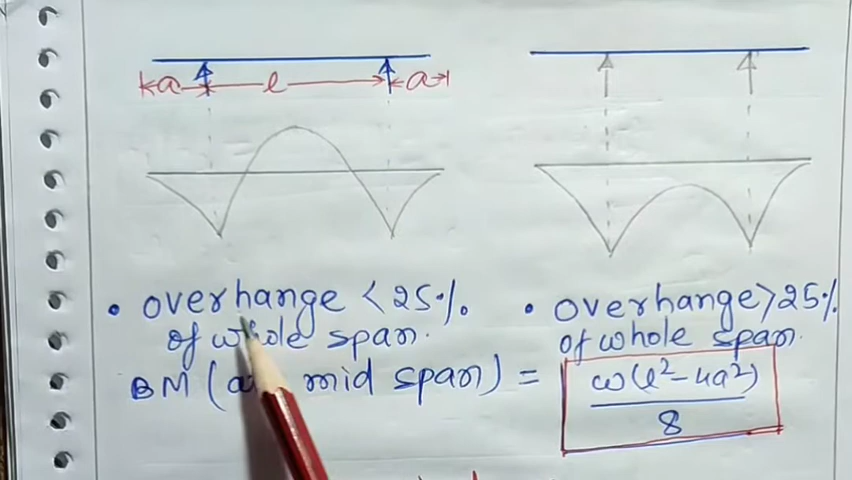 a l a
• overhange < 25%.
of whole span.
• overhange > 25%
of whole span.
BM ( mid span) = w(l²-4a²)
8